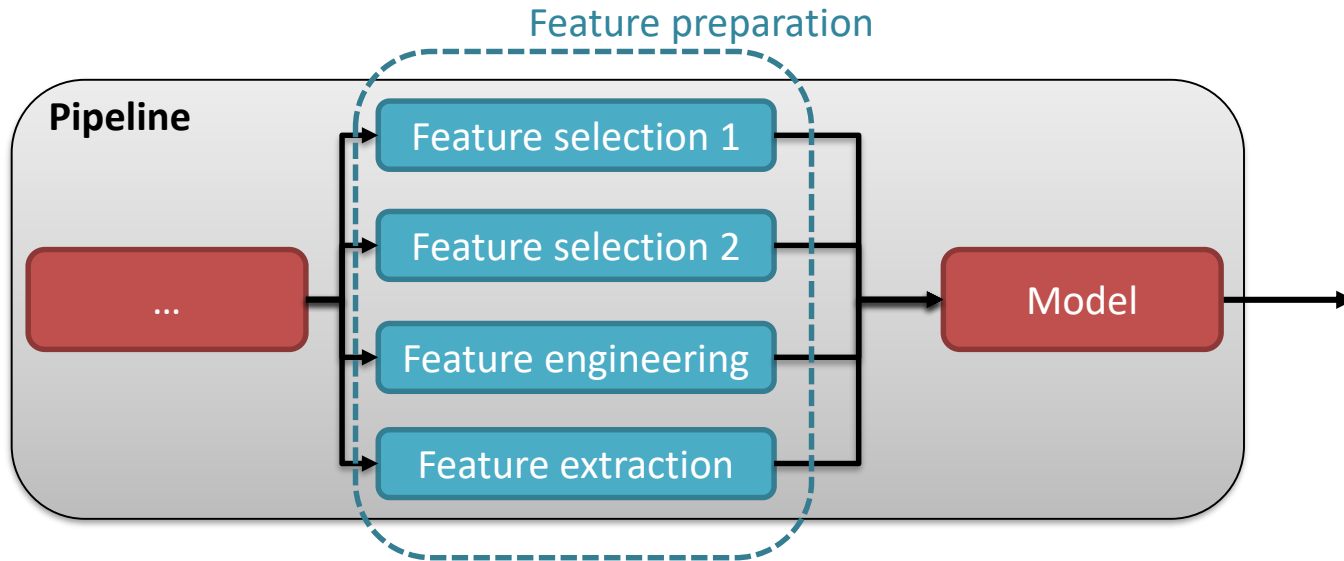 Feature preparation
Pipeline
Feature selection 1
Feature selection 2
...
Model
Feature engineering
Feature extraction